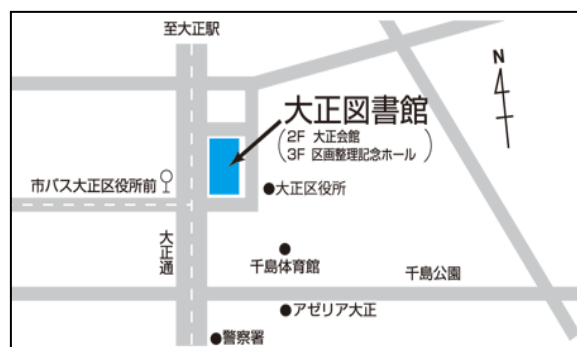 至大正駅
N
大正図書館
(2F 大正会館
3F 区画整理記念ホール)
市バス大正区役所前
●大正区役所
大正通
千島体育館
千島公園
●アゼリア大正
●警察署